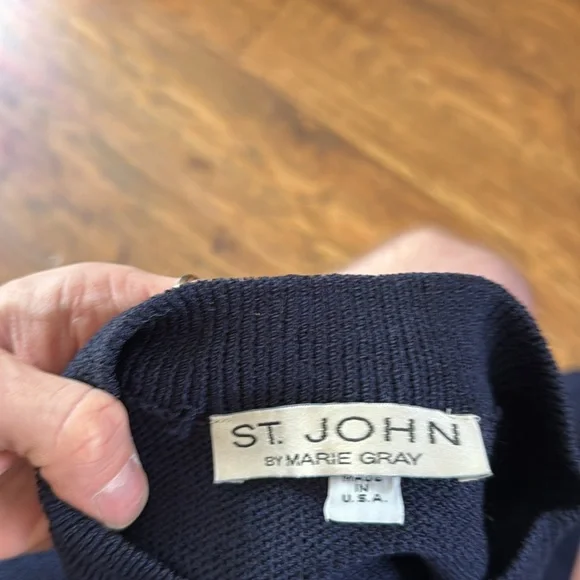 ST. JOHN
BY MARIE GRAY
MADE
IN
U.S.A.